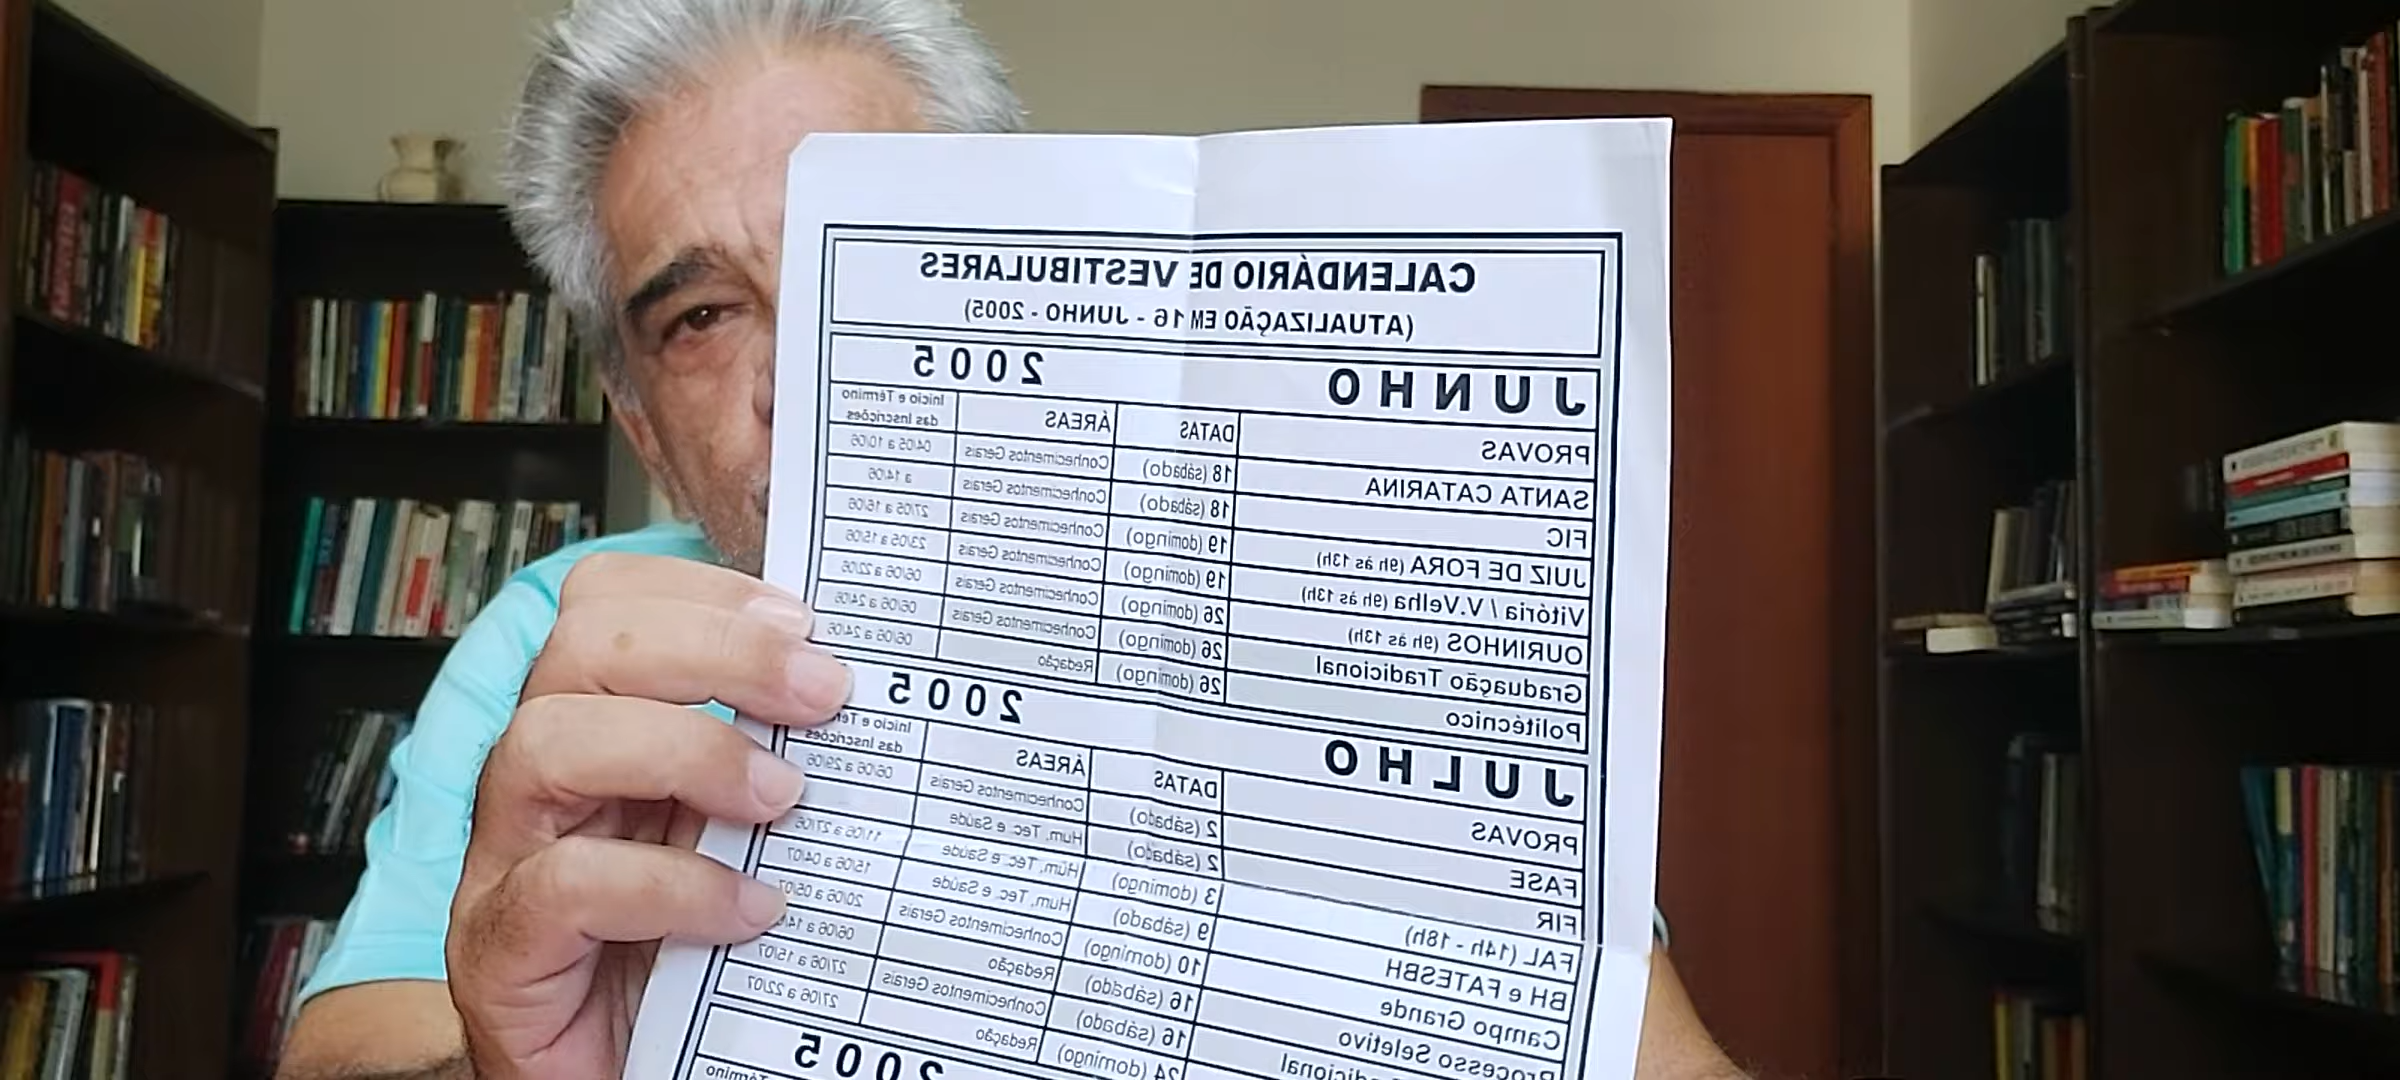 CALENDÁRIO DE VESTIBULARES
(ATUALIZAÇÃO EM 16 - JUNHO - 2005)
JUNHO 2005
PROVAS DATAS ÁREAS Início e Término
das Inscrições
SANTA CATARINA 18 (sábado) Conhecimentos Gerais 04/05 a 10/06
FIC 18 (sábado) Conhecimentos Gerais a 14/06
JUIZ DE FORA (9h às 13h) 19 (domingo) Conhecimentos Gerais 27/05 a 16/06
Vitória / V.Velha (9h às 13h) 19 (domingo) Conhecimentos Gerais 23/05 a 15/06
OURINHOS (9h às 13h) 26 (domingo) Conhecimentos Gerais 06/06 a 22/06
Graduação Tradicional 26 (domingo) Conhecimentos Gerais 06/06 a 24/06
Politécnico 26 (domingo) Redação 06/06 a 24/06
JULHO 2005
PROVAS DATAS ÁREAS Início e
das Inscrições
FASE 2 (sábado) Conhecimentos Gerais 06/06 a 29/06
FIR 2 (sábado) Hum,Tec e Saúde
FAL (14h - 18h) 3 (domingo) Hum,Tec e Saúde 11/06 a 27/06
BH e FATESBH 9 (sábado) Hum,Tec e Saúde 15/06 a 04/07
Campo Grande 10 (domingo) Conhecimentos Gerais 20/06 a 05/07
Processo Seletivo 16 (sábado) Redação 06/06 a
16 (sábado) Conhecimentos Gerais 27/06 a 15/07
24 (domingo) Redação 27/06 a 22/07
2005